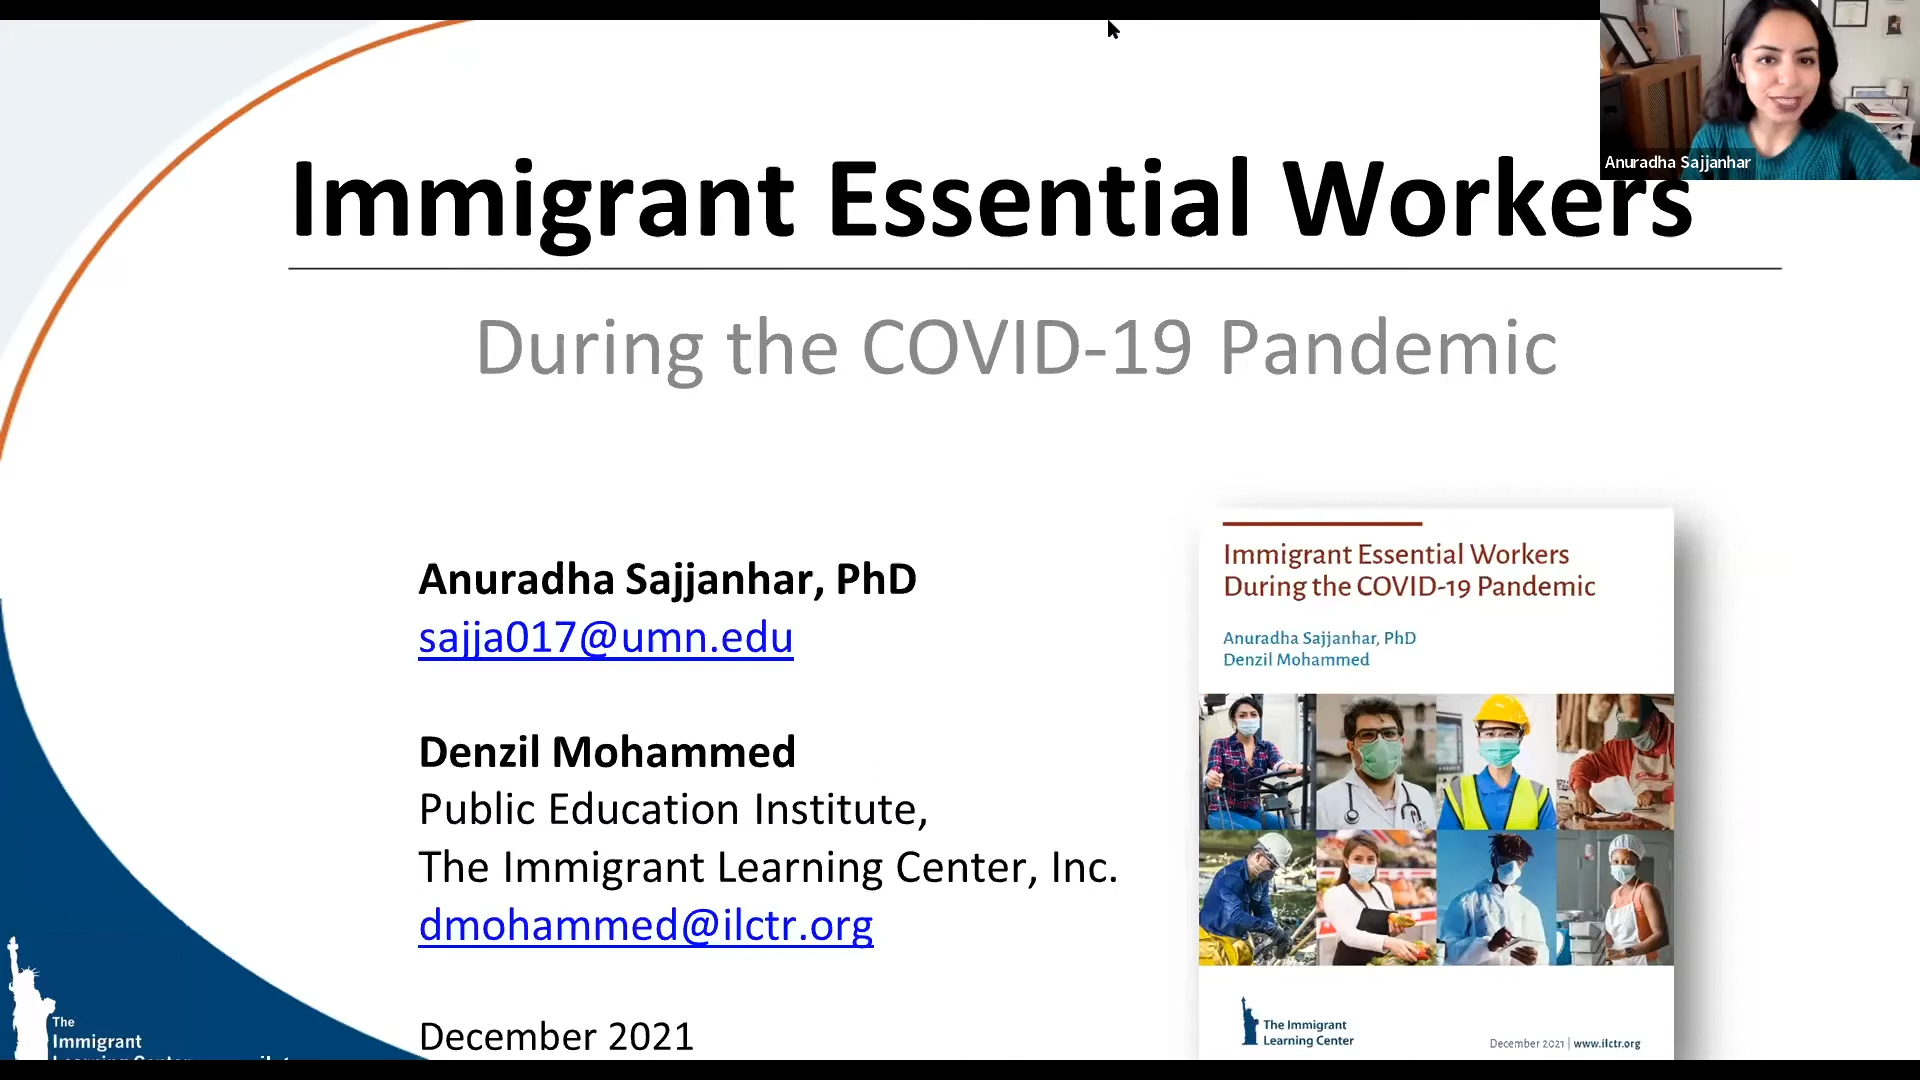 Immigrant Essential Workers
During the COVID-19 Pandemic
Anuradha Sajjanhar
Anuradha Sajjanhar, PhD
sajja017@umn.edu
Denzil Mohammed
Public Education Institute,
The Immigrant Learning Center, Inc.
dmohammed@ilctr.org
December 2021
Immigrant Essential Workers
During the COVID-19 Pandemic
Anuradha Sajjanhar, PhD
Denzil Mohammed
The Immigrant
Learning Center
December 2021 | www.ilctr.org
The
Immigrant
Learning Center